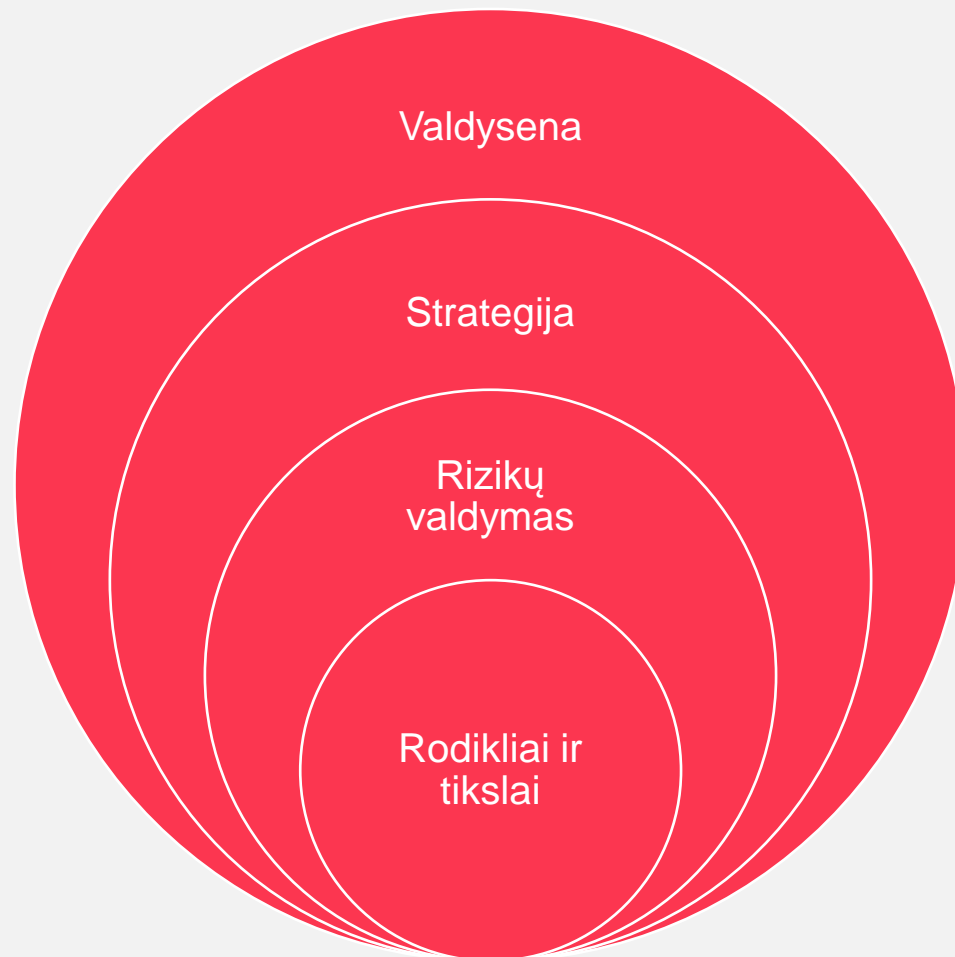 Valdysena
Strategija
Rizikų
valdymas
Rodikliai ir
tikslai